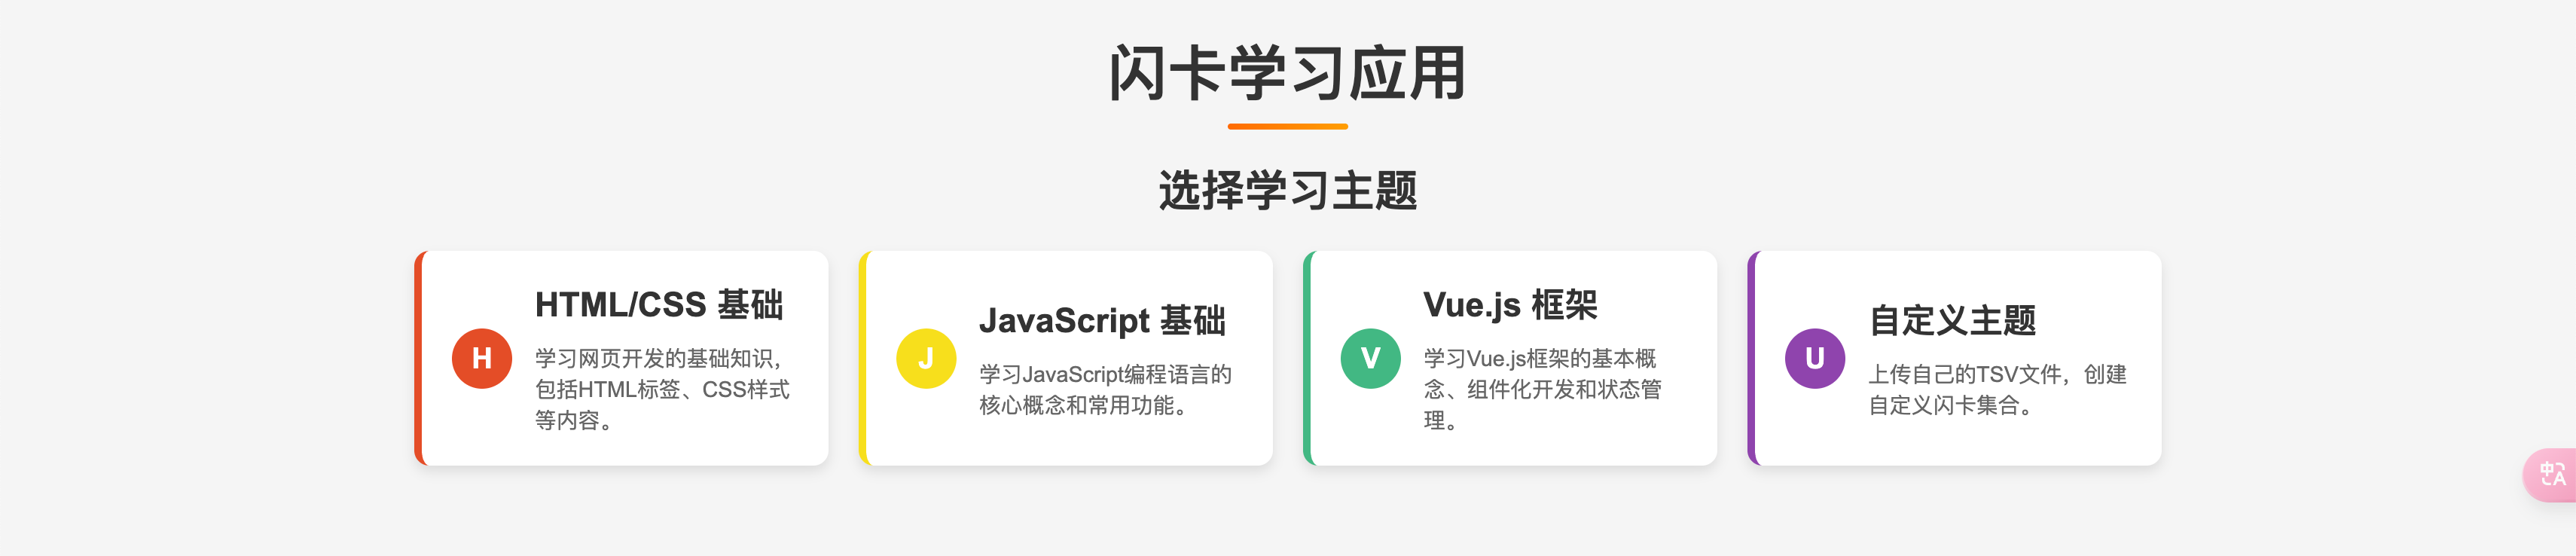 闪卡学习应用
选择学习主题
H
HTML/CSS 基础
学习网页开发的基础知识，
包括HTML标签、CSS样式
等内容。
J
JavaScript 基础
学习JavaScript编程语言的
核心概念和常用功能。
V
Vue.js 框架
学习Vue.js框架的基本概
念、组件化开发和状态管
理。
U
自定义主题
上传自己的TSV文件，创建
自定义闪卡集合。
中A